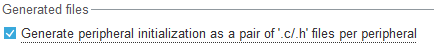 Generated files
Generate peripheral initialization as a pair of '.c/.h' files per peripheral